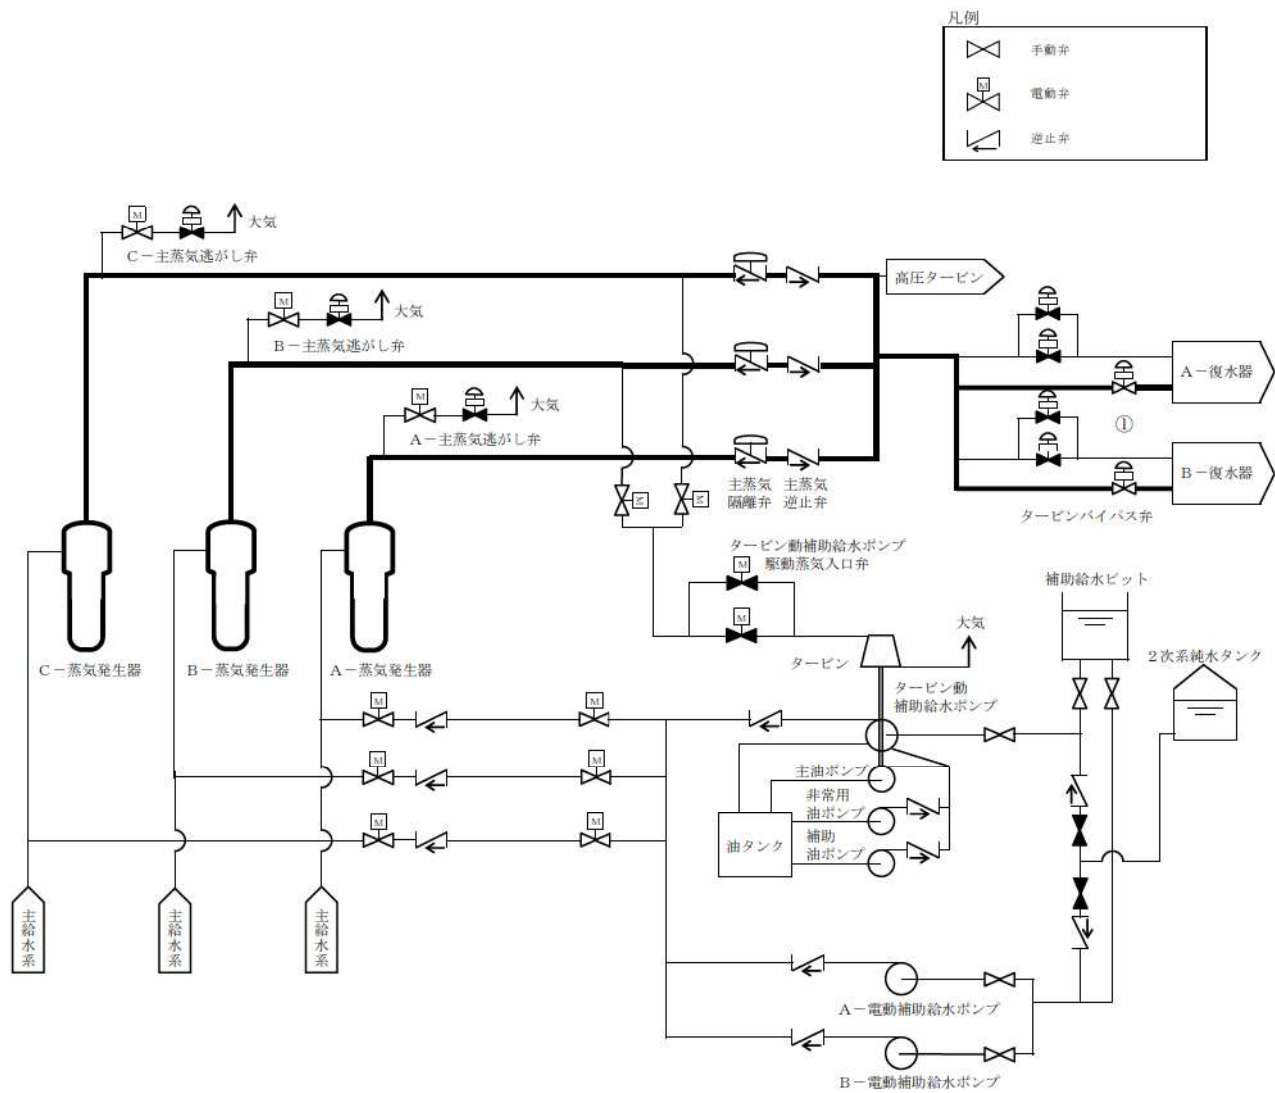 凡例
M
手動弁
電動弁
逆止弁
M
大気
C－主蒸気逃がし弁
高圧タービン
M
大気
B－主蒸気逃がし弁
A－復水器
M
大気
A－主蒸気逃がし弁
①
B－復水器
主蒸気
隔離弁
主蒸気
逆止弁
M
M
タービンバイパス弁
タービン動補助給水ポンプ
駆動蒸気入口弁
M
M
補助給水ピット
大気
2次系純水タンク
C－蒸気発生器
B－蒸気発生器
A－蒸気発生器
タービン
タービン動
補助給水ポンプ
M
M
M
M
M
M
主油ポンプ
非常用
油ポンプ
補助
油ポンプ
油タンク
主給水系
主給水系
主給水系
A－電動補助給水ポンプ
B－電動補助給水ポンプ